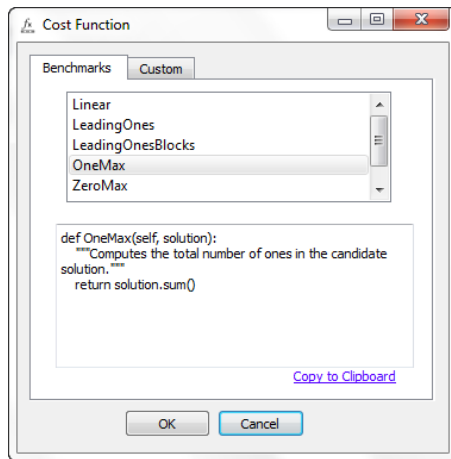 Cost Function
Benchmarks
Custom
Linear
LeadingOnes
LeadingOnesBlocks
OneMax
ZeroMax
def OneMax(self, solution):
"""Computes the total number of ones in the candidate
solution."""
return solution.sum()
Copy to Clipboard
OK
Cancel